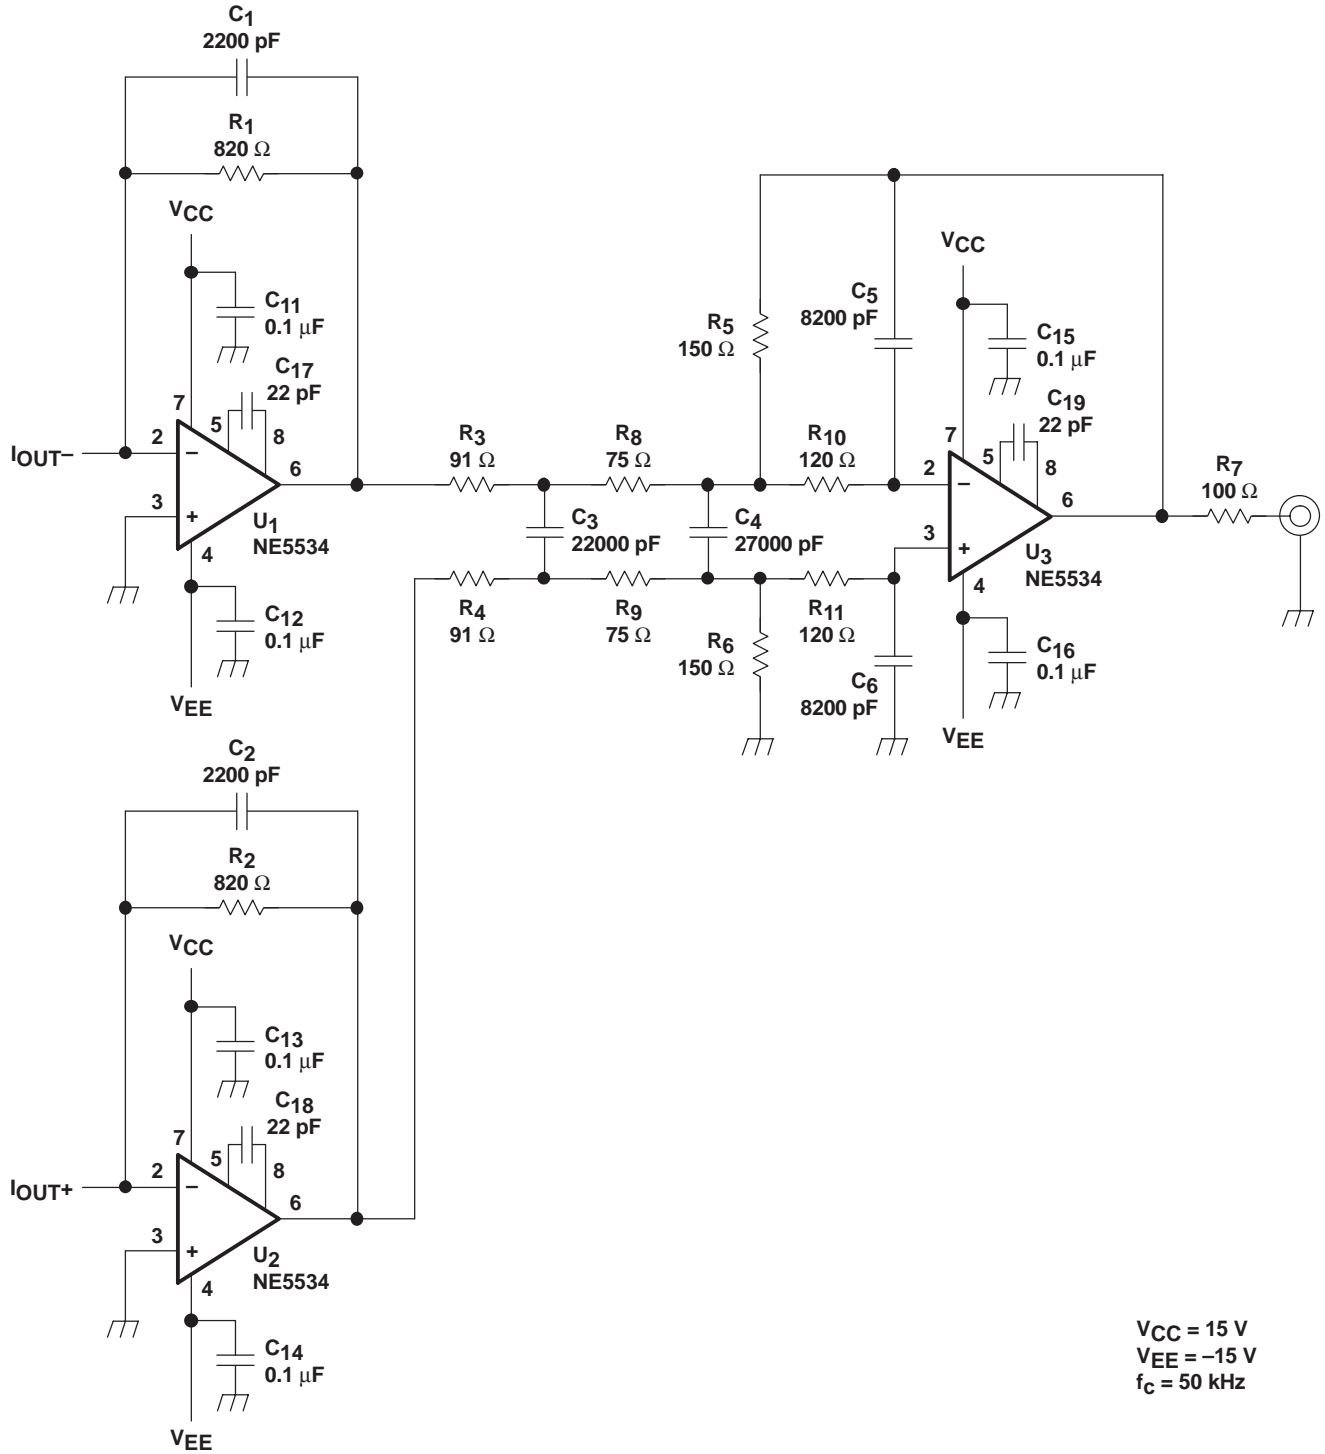 C1
2200 pF
R1
820 Ω
VCC
C11
0.1 μF
C17
22 pF
7
5
8
2
IOUT–
–
6
3
+
U1
NE5534
4
C12
0.1 μF
VEE
R3
91 Ω
R8
75 Ω
R10
120 Ω
C3
22000 pF
C4
27000 pF
R4
91 Ω
R9
75 Ω
R11
120 Ω
R5
150 Ω
C5
8200 pF
R6
150 Ω
C6
8200 pF
VCC
C15
0.1 μF
C19
22 pF
7
5
8
2
–
6
3
+
U3
NE5534
4
C16
0.1 μF
VEE
R7
100 Ω
C2
2200 pF
R2
820 Ω
VCC
C13
0.1 μF
C18
22 pF
7
5
8
2
IOUT+
–
6
3
+
U2
NE5534
4
C14
0.1 μF
VEE
VCC = 15 V
VEE = –15 V
fC = 50 kHz